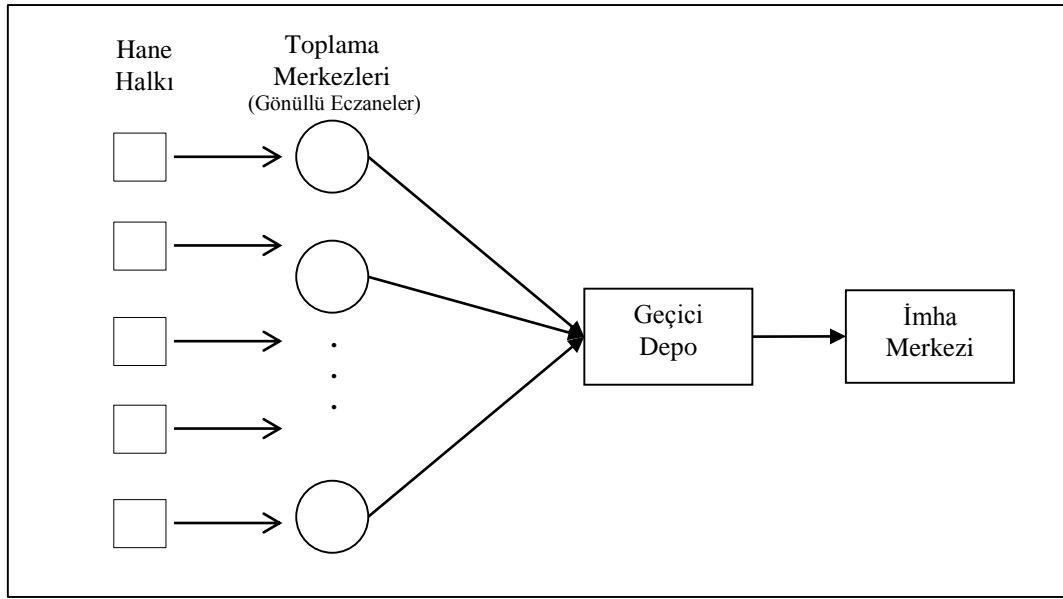 Hane
Halkı
Toplama
Merkezleri
(Gönüllü Eczaneler)
Geçici
Depo
İmha
Merkezi